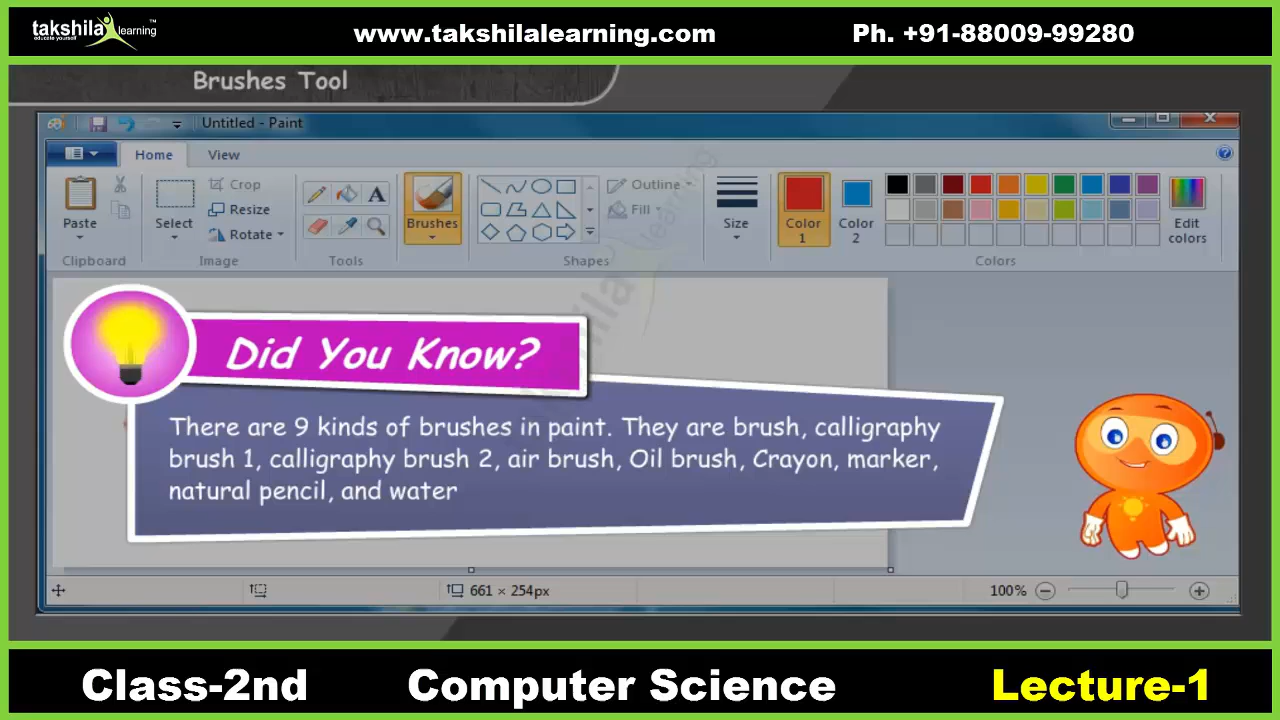 takshila learning
educate yourself
www.takshilalearning.com
Ph. +91-88009-99280
Brushes Tool
Untitled - Paint
Home
View
Paste
Select
Crop
Resize
Rotate
Brushes
Outline
Fill
Size
Color 1
Color 2
Edit colors
Clipboard
Image
Tools
Shapes
Colors
Did You Know?
There are 9 kinds of brushes in paint. They are brush, calligraphy
brush 1, calligraphy brush 2, air brush, Oil brush, Crayon, marker,
natural pencil, and water
661 × 254px
100%
Class-2nd
Computer Science
Lecture-1